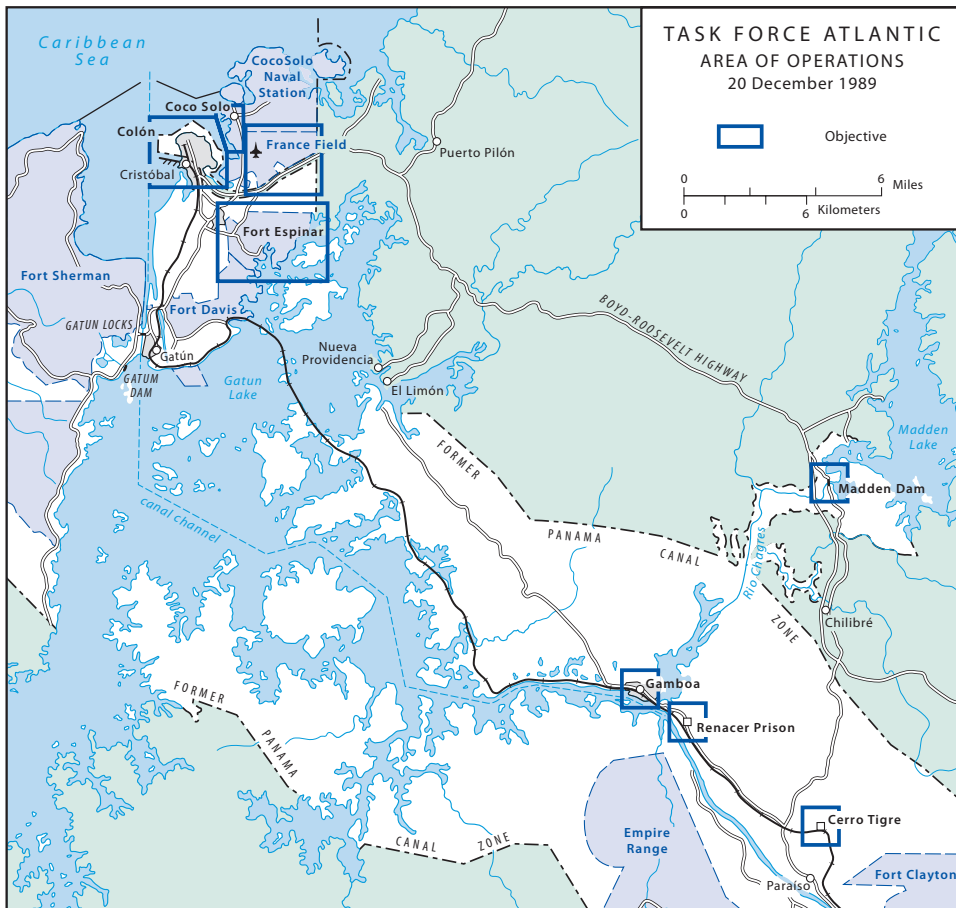 TASK FORCE ATLANTIC
AREA OF OPERATIONS
20 December 1989
Objective
0 6 Miles
0 6 Kilometers
Caribbean
Sea
CocoSolo
Naval
Station
Coco Solo
Colón
France Field
Cristóbal
Puerto Pilón
Fort Espinar
Fort Sherman
Fort Davis
GATUN LOCKS
Gatún
GATUM
DAM
Gatun
Lake
Nueva
Providencia
El Limón
BOYD-ROOSEVELT HIGHWAY
Madden
Lake
Madden Dam
FORMER
PANAMA
CANAL
ZONE
canal channel
Rio Chagres
Chilibré
Gamboa
Renacer Prison
FORMER
PANAMA
CANAL ZONE
Empire
Range
Cerro Tigre
Paraíso
Fort Clayton